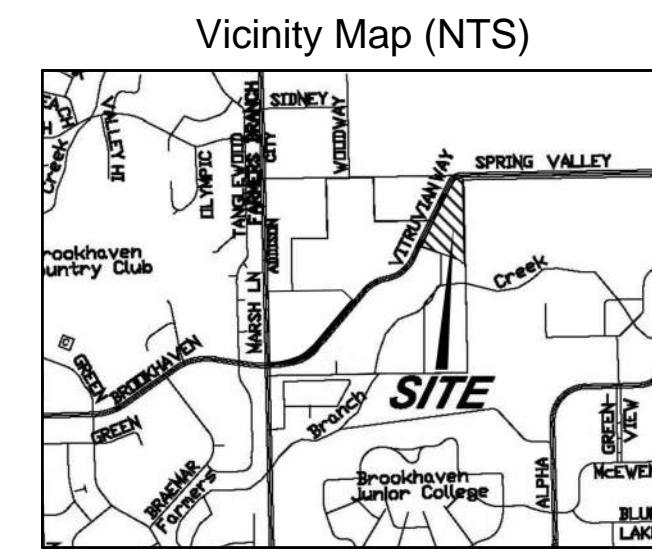 Vicinity Map (NTS)
SIDNEY
WOODWAY
SPRING VALLEY
VALLEY HI
Creek
OLYMPIC
TANGLEWOOD
FARMERS BRANCH
CITY
ADDISON
VITRUVIAN WAY
rookhaven
untry Club
Creek
MARSH LN
C
GREEN
BROOKHAVEN
SITE
GREEN
Branch
GREEN
VIEW
BRAEMAR
Farmers
Brookhaven
Junior College
ALPHA
McEWE
BLU
LAK